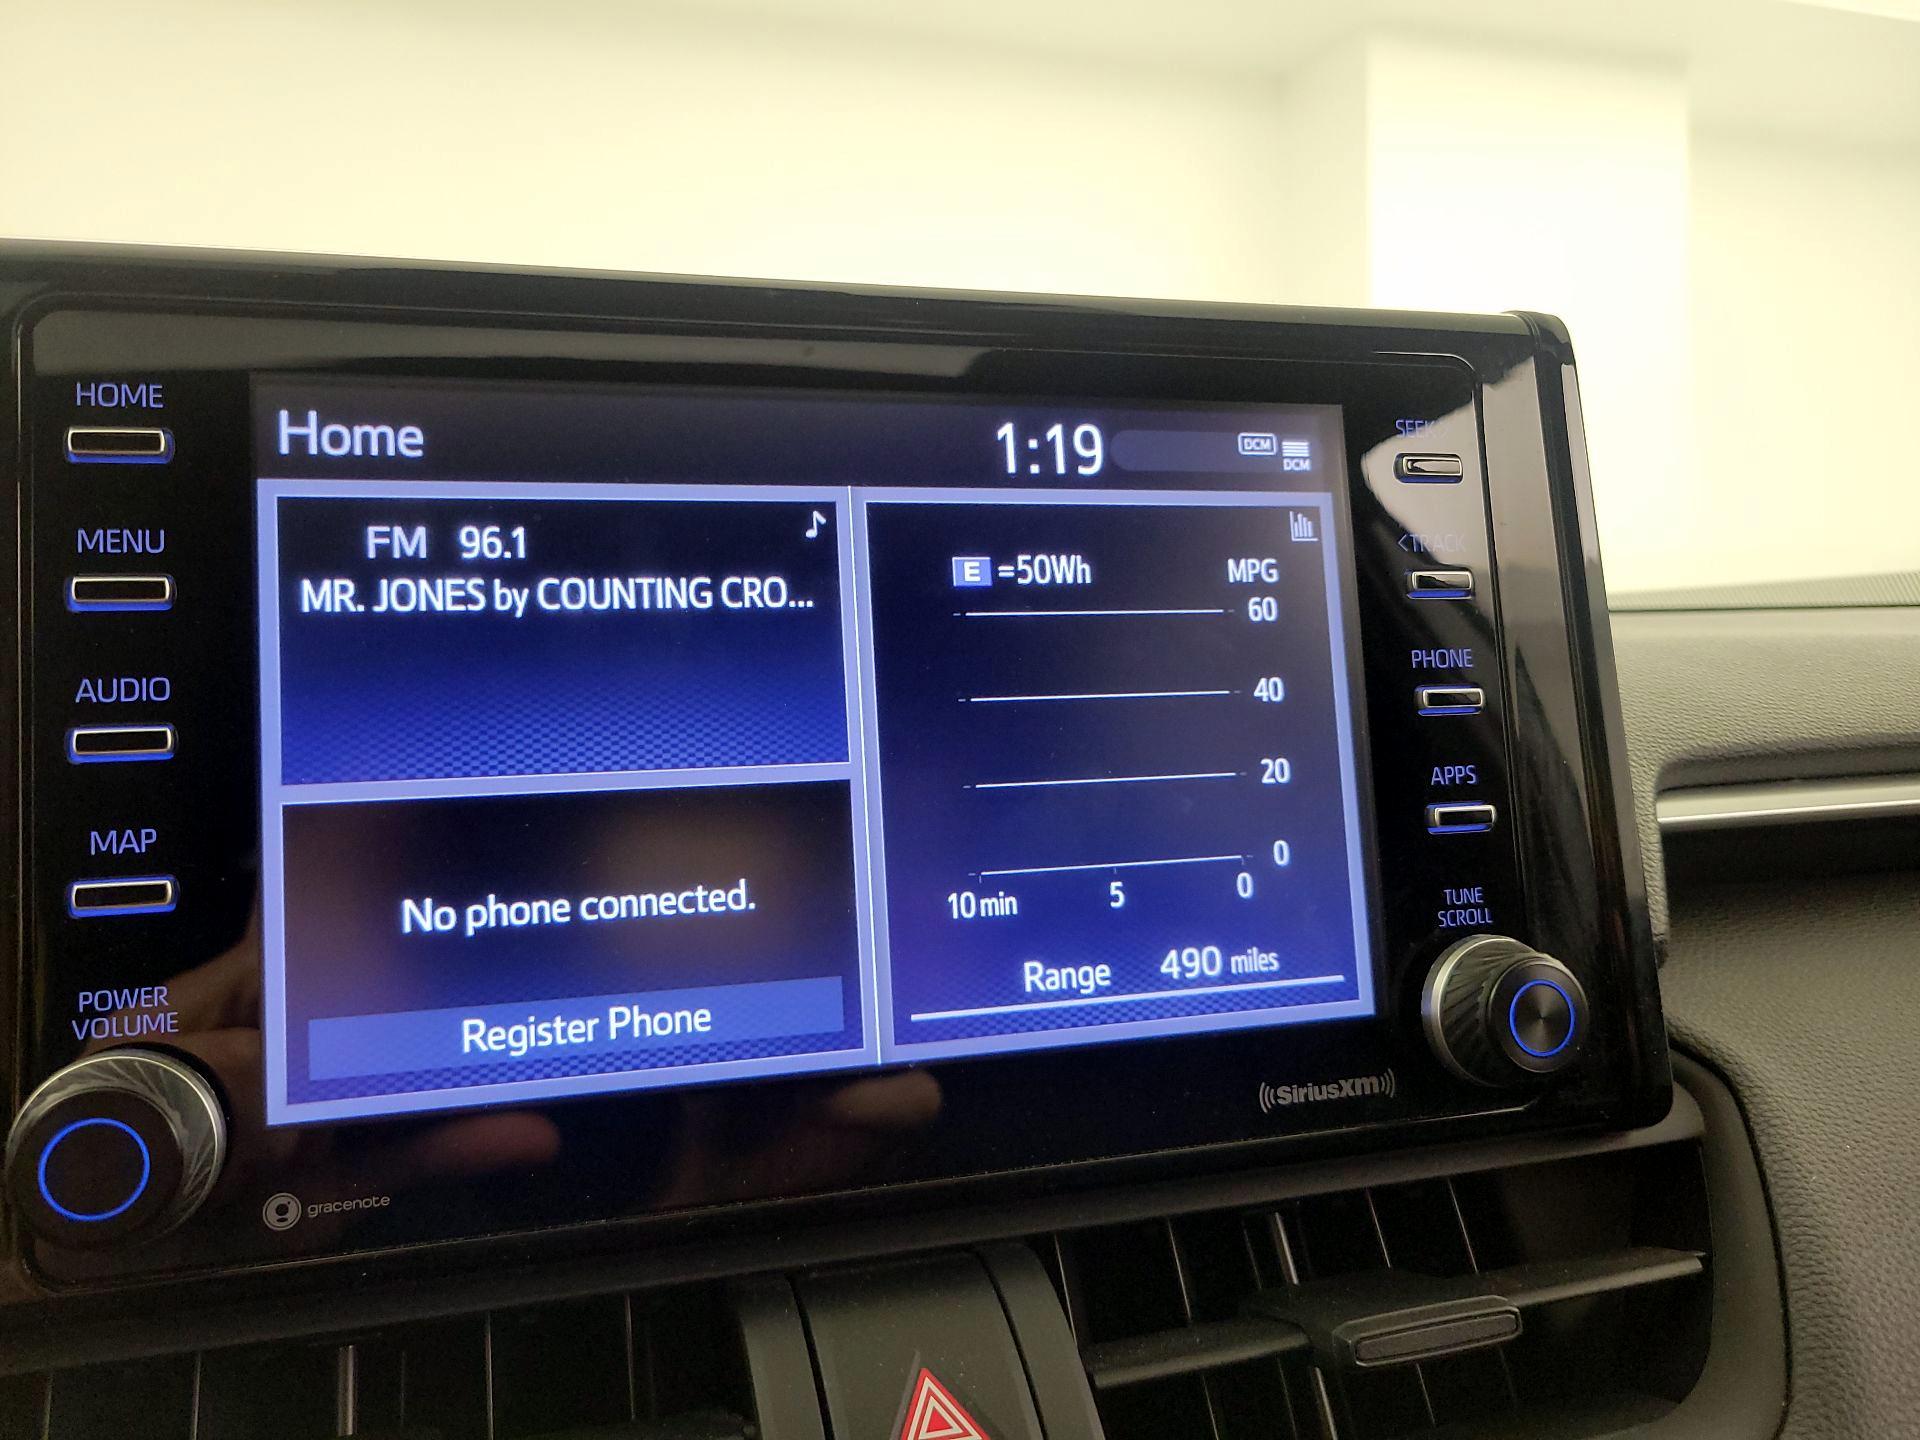 HOME
MENU
AUDIO
MAP
POWER
VOLUME
Home
1:19
DCM
DCM
FM 96.1
MR. JONES by COUNTING CRO...
No phone connected.
Register Phone
E =50Wh
MPG
60
40
20
0
10 min 5 0
Range 490 miles
SEEK>
<TRACK
PHONE
APPS
TUNE
SCROLL
gracenote
SiriusXM